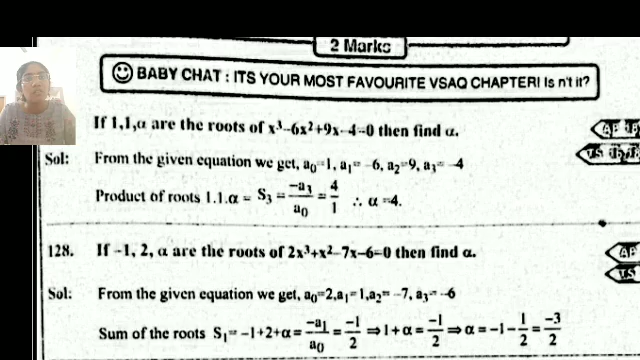 2 Marks
☺ BABY CHAT : ITS YOUR MOST FAVOURITE VSAQ CHAPTER! Is n't it?
If 1,1,α are the roots of x³–6x²+9x–4=0 then find α.
Sol: From the given equation we get, a₀=1, a₁= –6, a₂=9, a₃= –4
Product of roots 1.1.α = S₃ = –a₃/a₀ = 4/1 ∴ α=4.
128. If –1, 2, α are the roots of 2x³+x²–7x–6=0 then find α.
AP
Sol: From the given equation we get, a₀=2,a₁=1,a₂= –7, a₃= –6
TS
Sum of the roots S₁= –1+2+α= –a₁/a₀ = –1/2 ⇒1+α= –1/2 ⇒α= –1– 1/2 = –3/2